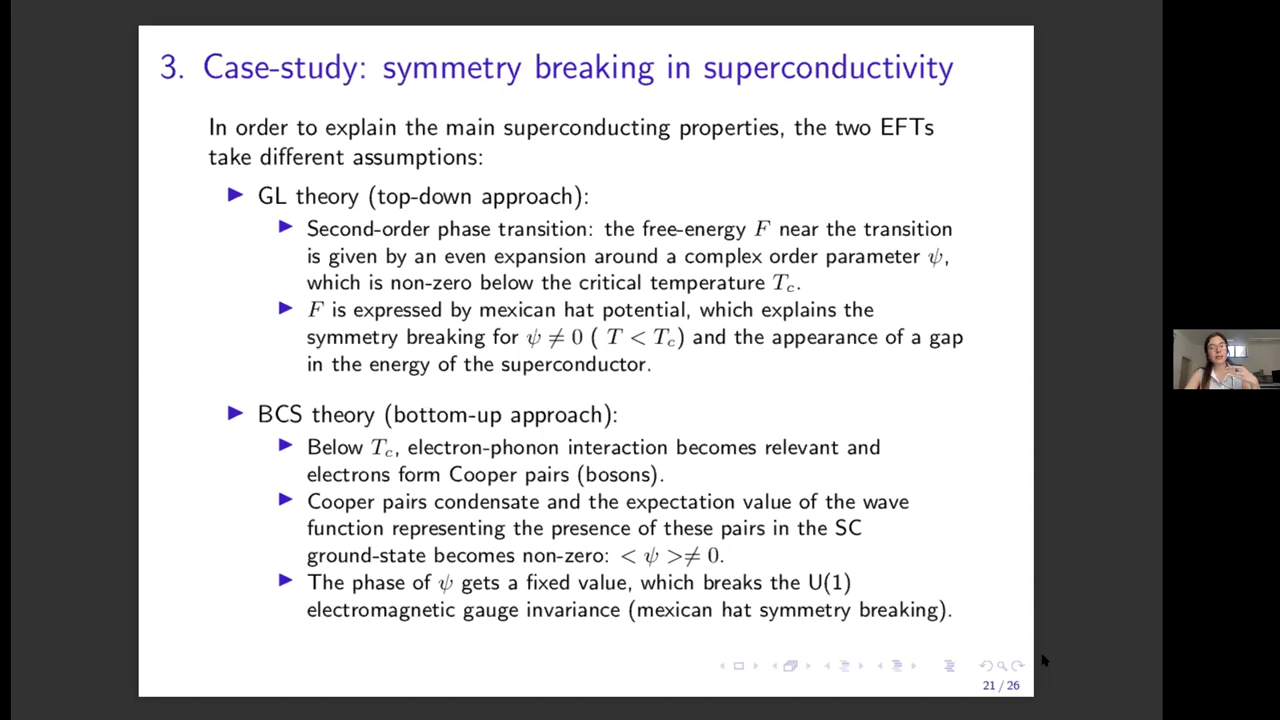 3. Case-study: symmetry breaking in superconductivity
In order to explain the main superconducting properties, the two EFTs
take different assumptions:
GL theory (top-down approach):
Second-order phase transition: the free-energy F near the transition
is given by an even expansion around a complex order parameter ψ,
which is non-zero below the critical temperature T_c.
F is expressed by mexican hat potential, which explains the
symmetry breaking for ψ ≠ 0 ( T < T_c) and the appearance of a gap
in the energy of the superconductor.
BCS theory (bottom-up approach):
Below T_c, electron-phonon interaction becomes relevant and
electrons form Cooper pairs (bosons).
Cooper pairs condensate and the expectation value of the wave
function representing the presence of these pairs in the SC
ground-state becomes non-zero: < ψ >≠ 0.
The phase of ψ gets a fixed value, which breaks the U(1)
electromagnetic gauge invariance (mexican hat symmetry breaking).
21 / 26